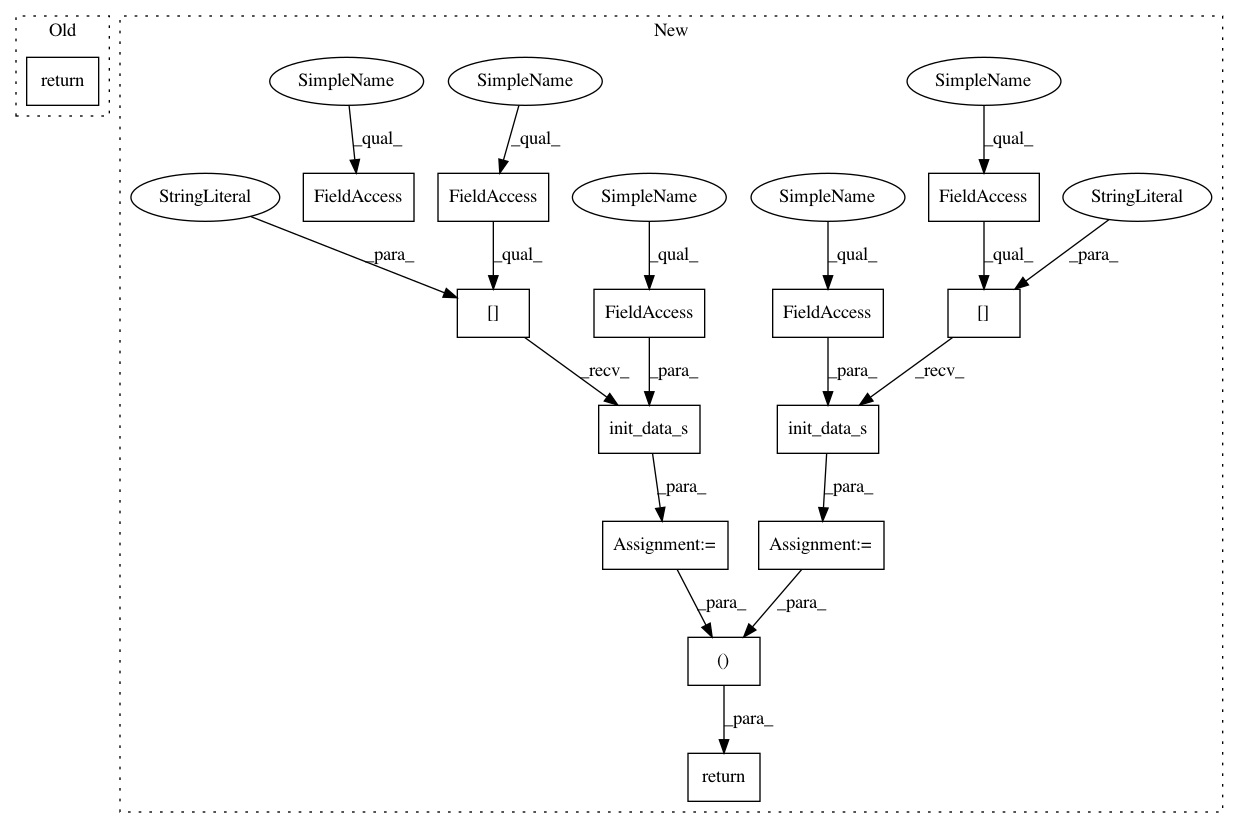 Old
New
return
SimpleName
SimpleName
SimpleName
_qual_
_qual_
_qual_
StringLiteral
FieldAccess
FieldAccess
SimpleName
SimpleName
FieldAccess
StringLiteral
_para_
_qual_
_qual_
_qual_
_qual_
_para_
[]
FieldAccess
FieldAccess
[]
_recv_
_para_
_para_
_recv_
init_data_s
init_data_s
_para_
_para_
Assignment:=
Assignment:=
_para_
_para_
()
_para_
return